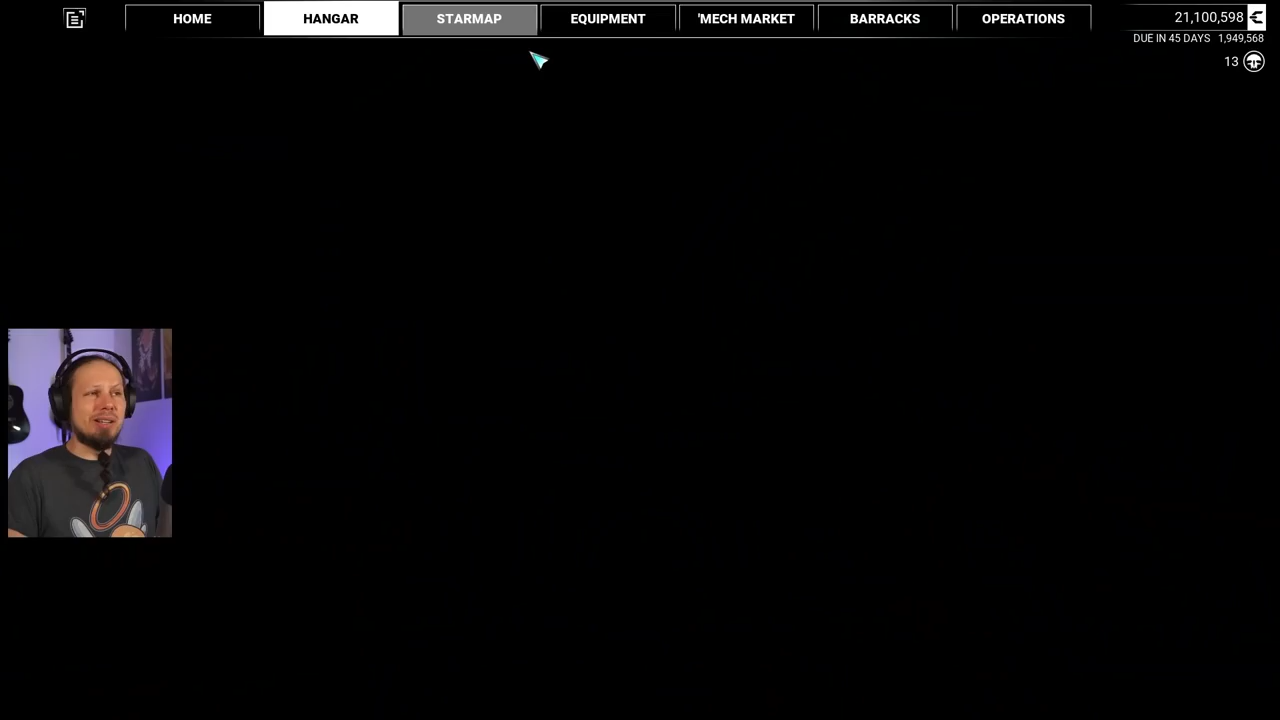 HOME HANGAR STARMAP EQUIPMENT 'MECH MARKET BARRACKS OPERATIONS
21,100,598
DUE IN 45 DAYS 1,949,568
13